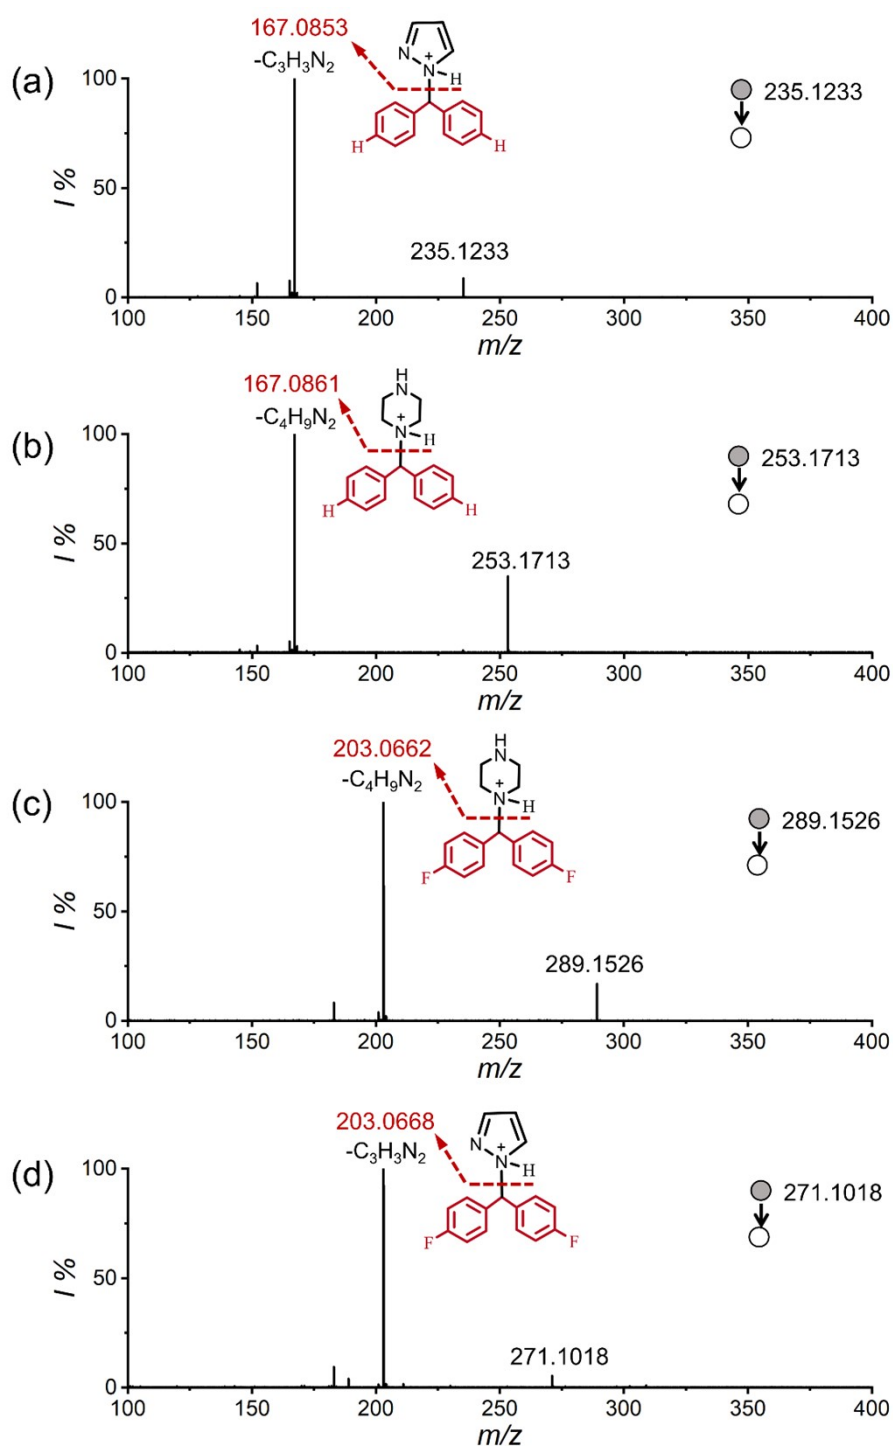 (a)
167.0853
-C₃H₃N₂
N
+
N
H
H
H
235.1233
235.1233
I %
100
50
0
100 150 200 250 300 350 400
m/z
(b)
167.0861
-C₄H₉N₂
H
N
+
N
H
H
H
253.1713
253.1713
I %
100
50
0
100 150 200 250 300 350 400
m/z
(c)
203.0662
-C₄H₉N₂
H
N
+
N
H
F
F
289.1526
289.1526
I %
100
50
0
100 150 200 250 300 350 400
m/z
(d)
203.0668
-C₃H₃N₂
N
+
N
H
F
F
271.1018
271.1018
I %
100
50
0
100 150 200 250 300 350 400
m/z